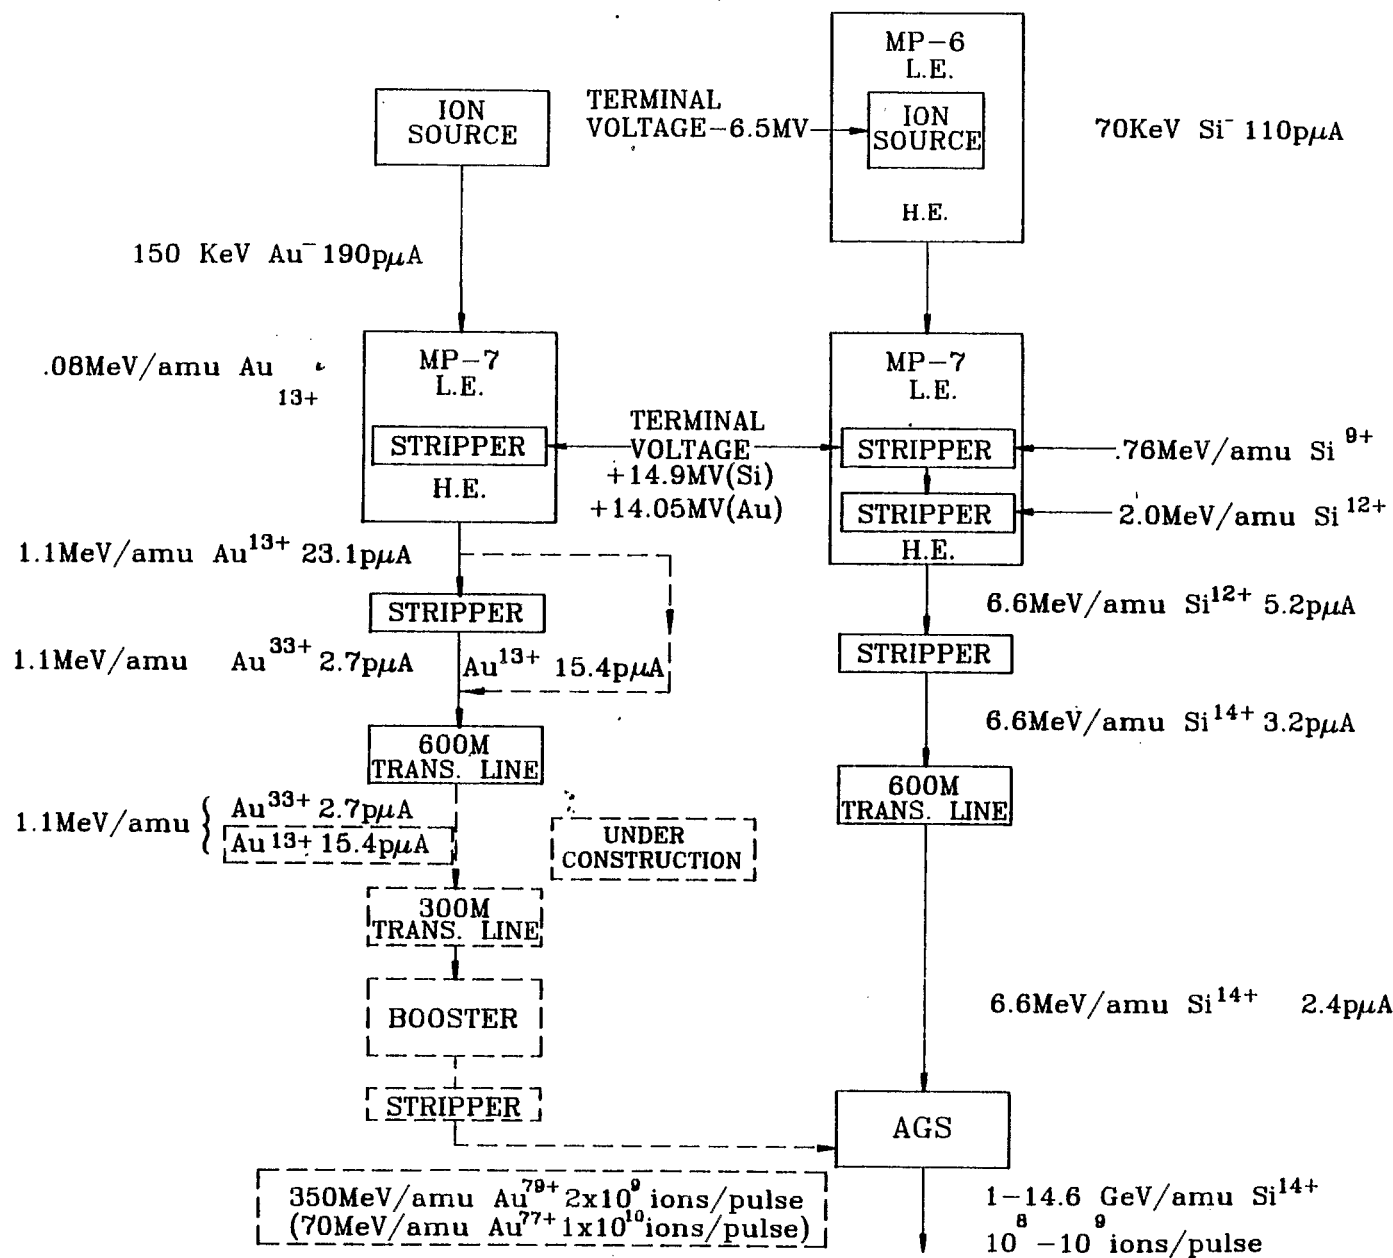 MP-6
L.E.
ION
SOURCE
TERMINAL
VOLTAGE-6.5MV
ION
SOURCE
70KeV Si⁻ 110pμA
H.E.
150 KeV Au⁻ 190pμA
.08MeV/amu Au
13+
MP-7
L.E.
STRIPPER
H.E.
TERMINAL
VOLTAGE
+14.9MV(Si)
+14.05MV(Au)
MP-7
L.E.
STRIPPER
.76MeV/amu Si⁹⁺
STRIPPER
2.0MeV/amu Si¹²⁺
H.E.
1.1MeV/amu Au¹³⁺ 23.1pμA
STRIPPER
1.1MeV/amu Au³³⁺ 2.7pμA
Au¹³⁺ 15.4pμA
6.6MeV/amu Si¹²⁺ 5.2pμA
STRIPPER
6.6MeV/amu Si¹⁴⁺ 3.2pμA
600M
TRANS. LINE
600M
TRANS. LINE
1.1MeV/amu { Au³³⁺ 2.7pμA
Au¹³⁺ 15.4pμA
UNDER
CONSTRUCTION
300M
TRANS. LINE
BOOSTER
6.6MeV/amu Si¹⁴⁺ 2.4pμA
STRIPPER
AGS
350MeV/amu Au⁷⁹⁺ 2x10⁹ ions/pulse
(70MeV/amu Au⁷⁷⁺ 1x10¹⁰ ions/pulse)
1-14.6 GeV/amu Si¹⁴⁺
10⁸ -10⁹ ions/pulse